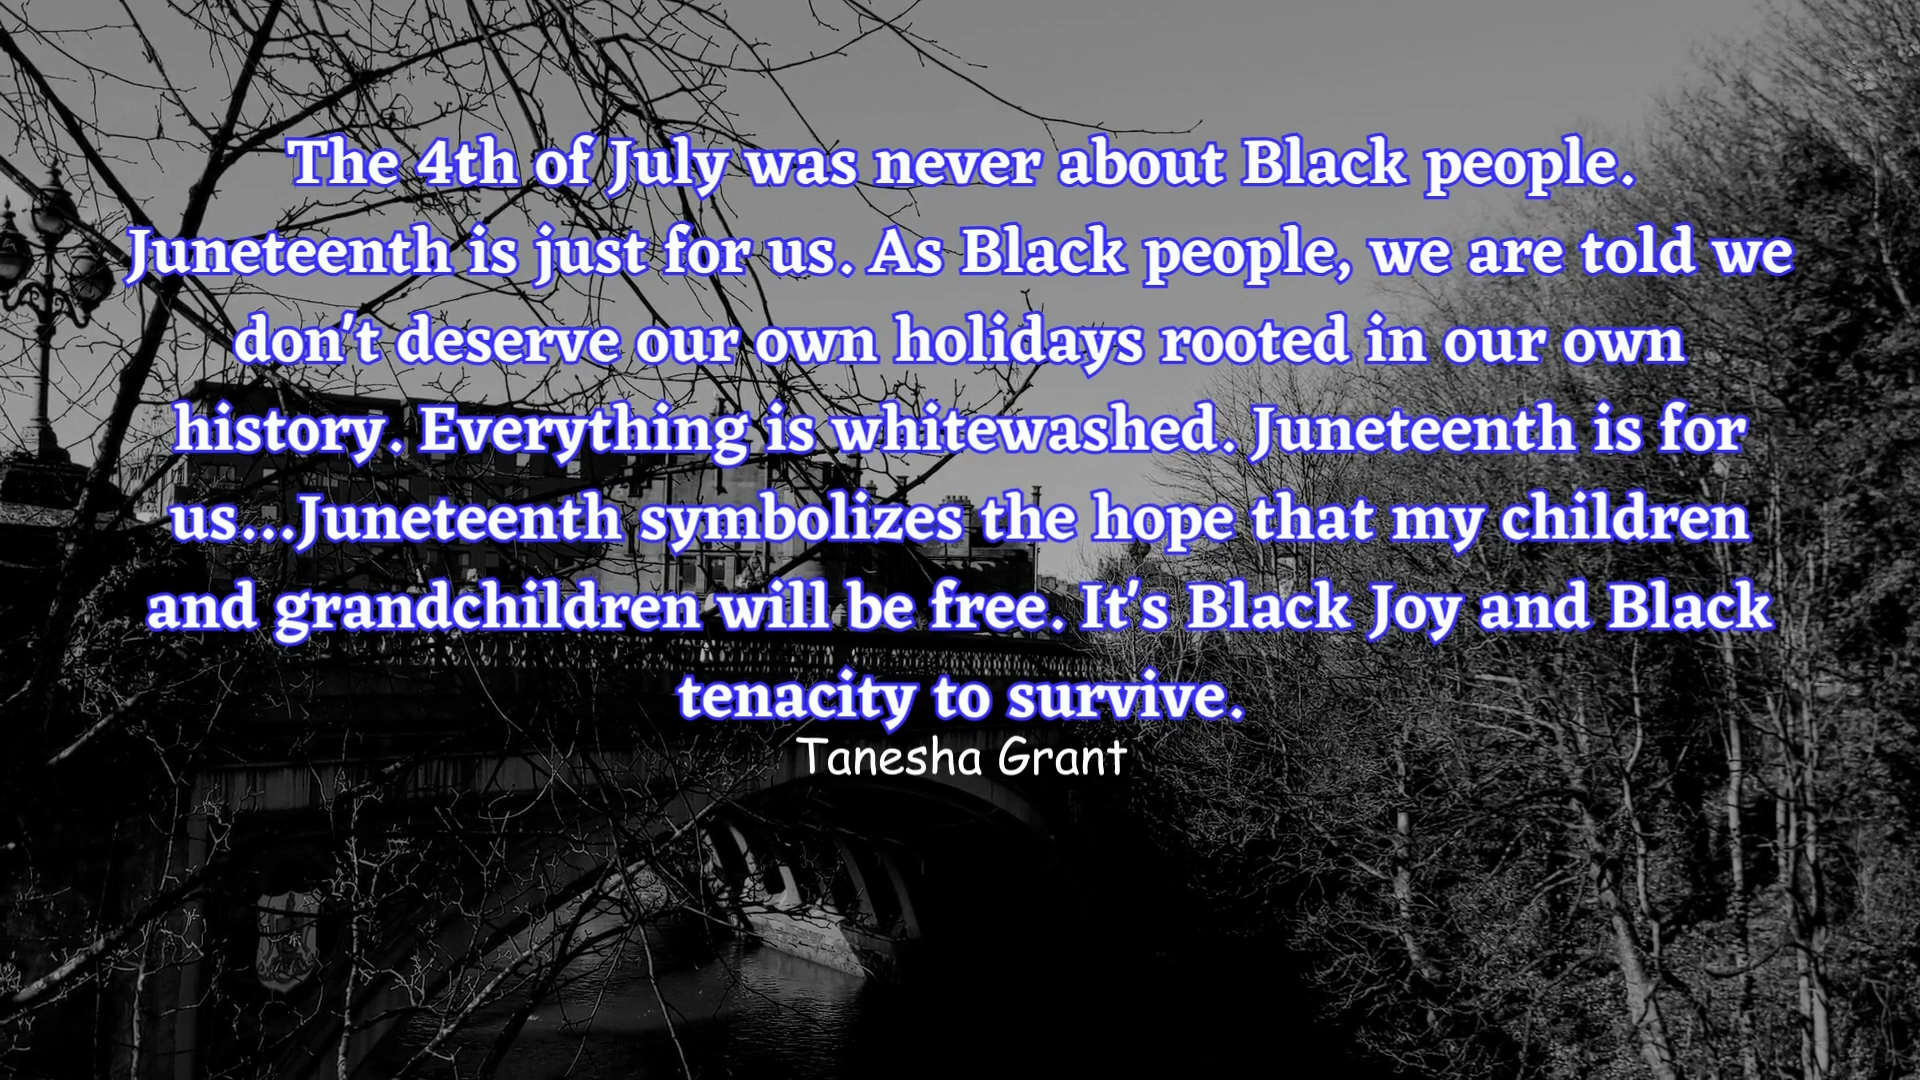 The 4th of July was never about Black people.
Juneteenth is just for us. As Black people, we are told we
don't deserve our own holidays rooted in our own
history. Everything is whitewashed. Juneteenth is for
us...Juneteenth symbolizes the hope that my children
and grandchildren will be free. It's Black Joy and Black
tenacity to survive.
Tanesha Grant